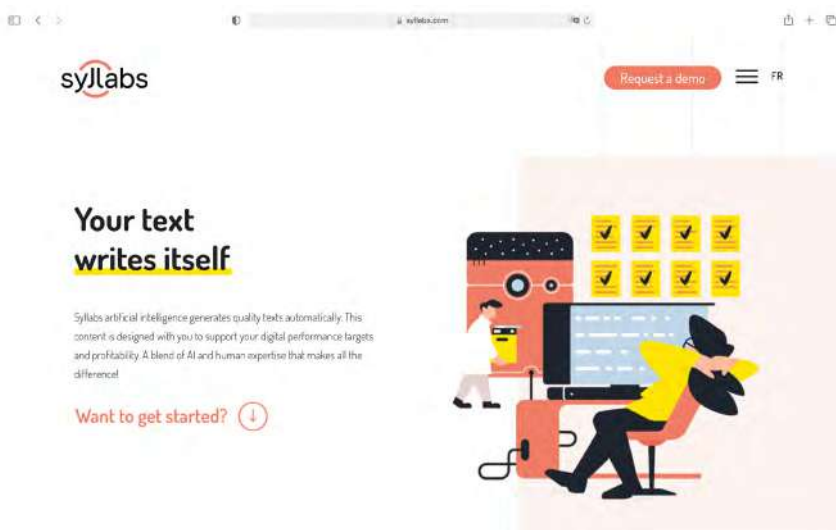 syllabs.com
syllabs
Request a demo
FR
Your text
writes itself
Syllabs artificial intelligence generates quality texts automatically. This
content is designed with you to support your digital performance targets
and profitability. A blend of AI and human expertise that makes all the
difference!
Want to get started?